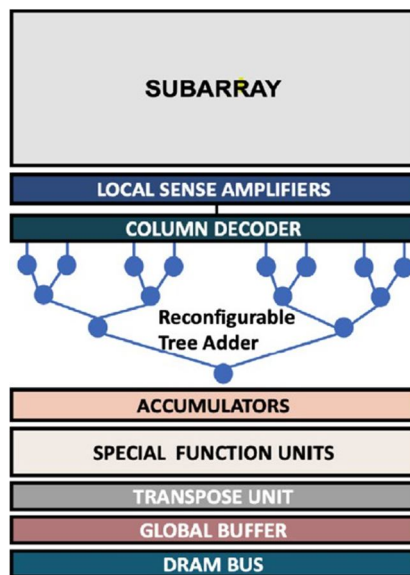 SUBARRAY
LOCAL SENSE AMPLIFIERS
COLUMN DECODER
Reconfigurable
Tree Adder
ACCUMULATORS
SPECIAL FUNCTION UNITS
TRANSPOSE UNIT
GLOBAL BUFFER
DRAM BUS